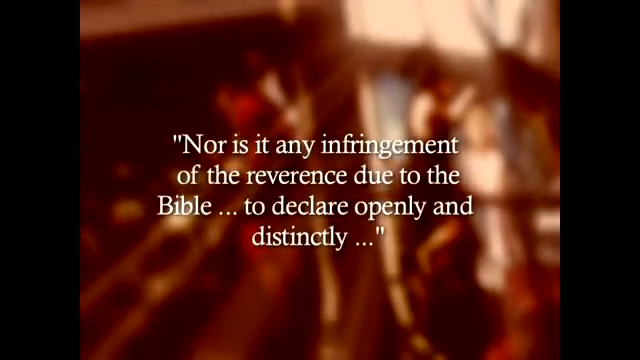 "Nor is it any infringement
of the reverence due to the
Bible ... to declare openly and
distinctly ..."